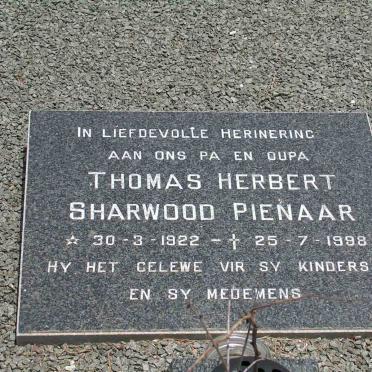 IN LIEFDEVOLLE HERINERING
AAN ONS PA EN OUPA
THOMAS HERBERT
SHARWOOD PIENAAR
☆ 30-3-1922 - ✝ 25-7-1998
HY HET GELEWE VIR SY KINDERS
EN SY MEDEMENS